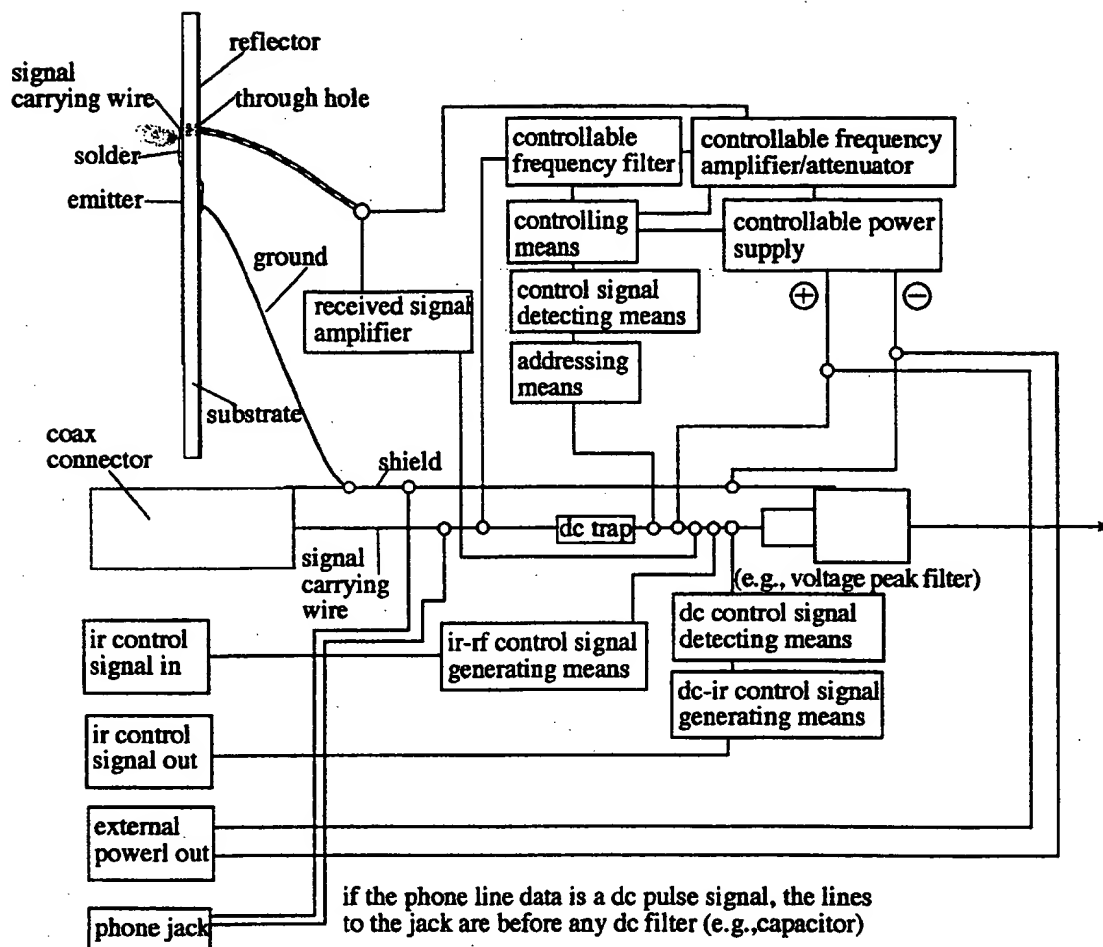 reflector
signal
carrying wire
through hole
solder
emitter
controllable
frequency filter
controllable frequency
amplifier/attenuator
controlling
means
controllable power
supply
ground
received signal
amplifier
control signal
detecting means
+
−
addressing
means
substrate
coax
connector
shield
dc trap
signal
carrying
wire
(e.g., voltage peak filter)
ir control
signal in
ir-rf control signal
generating means
dc control signal
detecting means
dc-ir control signal
generating means
ir control
signal out
external
powerl out
phone jack
if the phone line data is a dc pulse signal, the lines
to the jack are before any dc filter (e.g.,capacitor)